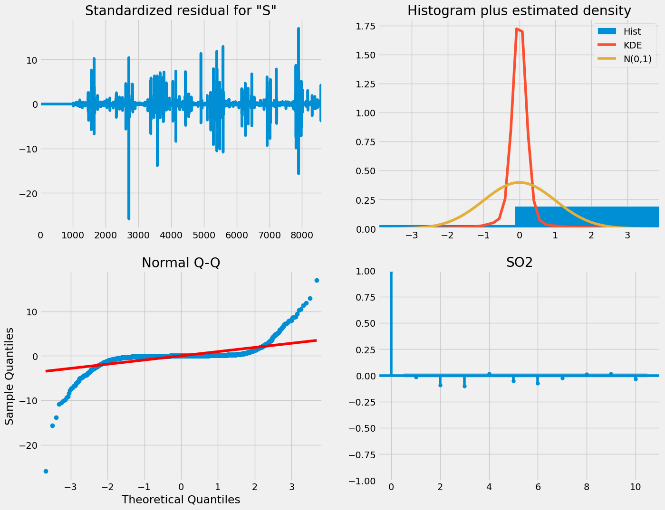 Standardized residual for "S"
10
0
−10
−20
0 1000 2000 3000 4000 5000 6000 7000 8000
Histogram plus estimated density
1.75
1.50
1.25
1.00
0.75
0.50
0.25
0.00
−3 −2 −1 0 1 2 3
Hist
KDE
N(0,1)
Normal Q-Q
Sample Quantiles
10
0
−10
−20
−3 −2 −1 0 1 2 3
Theoretical Quantiles
SO2
1.00
0.75
0.50
0.25
0.00
−0.25
−0.50
−0.75
−1.00
0 2 4 6 8 10